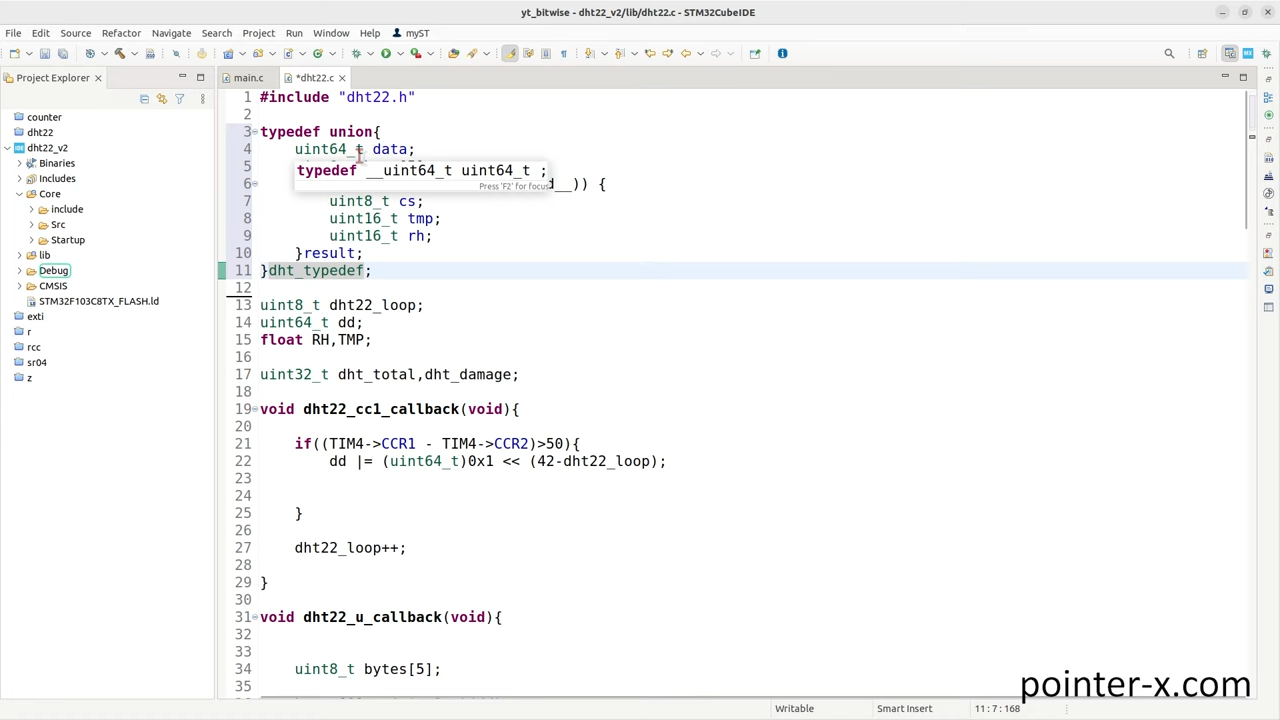 yt_bitwise - dht22_v2/lib/dht22.c - STM32CubeIDE
File Edit Source Refactor Navigate Search Project Run Window Help myST
Project Explorer
main.c
*dht22.c
counter
dht22
dht22_v2
Binaries
Includes
Core
include
Src
Startup
lib
Debug
CMSIS
STM32F103C8TX_FLASH.ld
exti
r
rcc
sr04
z
1 #include "dht22.h"
2
3 typedef union{
4 uint64_t data;
5
typedef __uint64_t uint64_t ;
Press 'F2' for focus
6 d__)) {
7 uint8_t cs;
8 uint16_t tmp;
9 uint16_t rh;
10 }result;
11 }dht_typedef;
12
13 uint8_t dht22_loop;
14 uint64_t dd;
15 float RH,TMP;
16
17 uint32_t dht_total,dht_damage;
18
19 void dht22_cc1_callback(void){
20
21 if((TIM4->CCR1 - TIM4->CCR2)>50){
22 dd |= (uint64_t)0x1 << (42-dht22_loop);
23
24
25 }
26
27 dht22_loop++;
28
29 }
30
31 void dht22_u_callback(void){
32
33
34 uint8_t bytes[5];
35
pointer-x.com
Writable Smart Insert 11 : 7 : 168